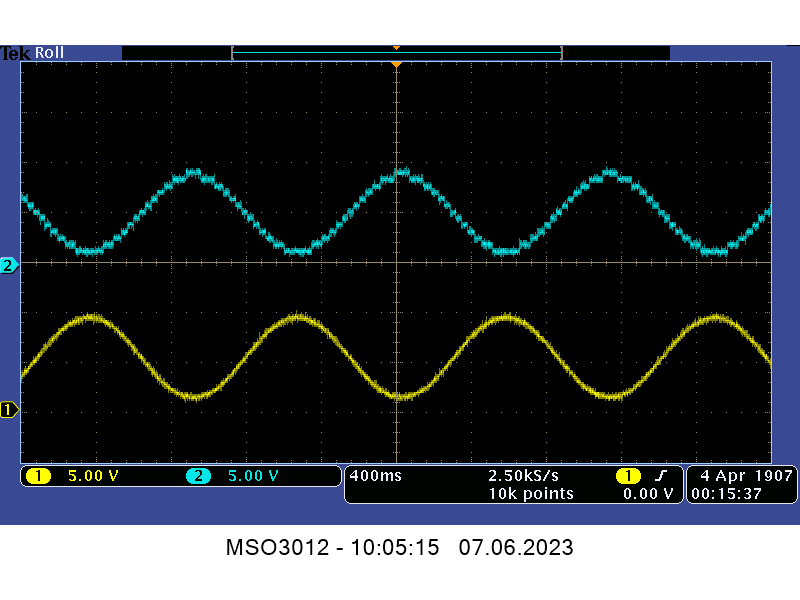 Tek Roll
2
1
1 5.00 V 2 5.00 V
400ms 2.50kS/s 1
10k points 0.00 V
4 Apr 1907
00:15:37
MSO3012 - 10:05:15 07.06.2023